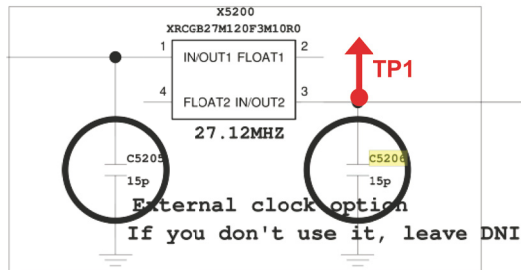 X5200
XRCGB27M120F3M10R0
1 IN/OUT1 FLOAT1 2
TP1
4 FLOAT2 IN/OUT2 3
27.12MHZ
C5205 C5206
15p 15p
External clock option
If you don't use it, leave DNI